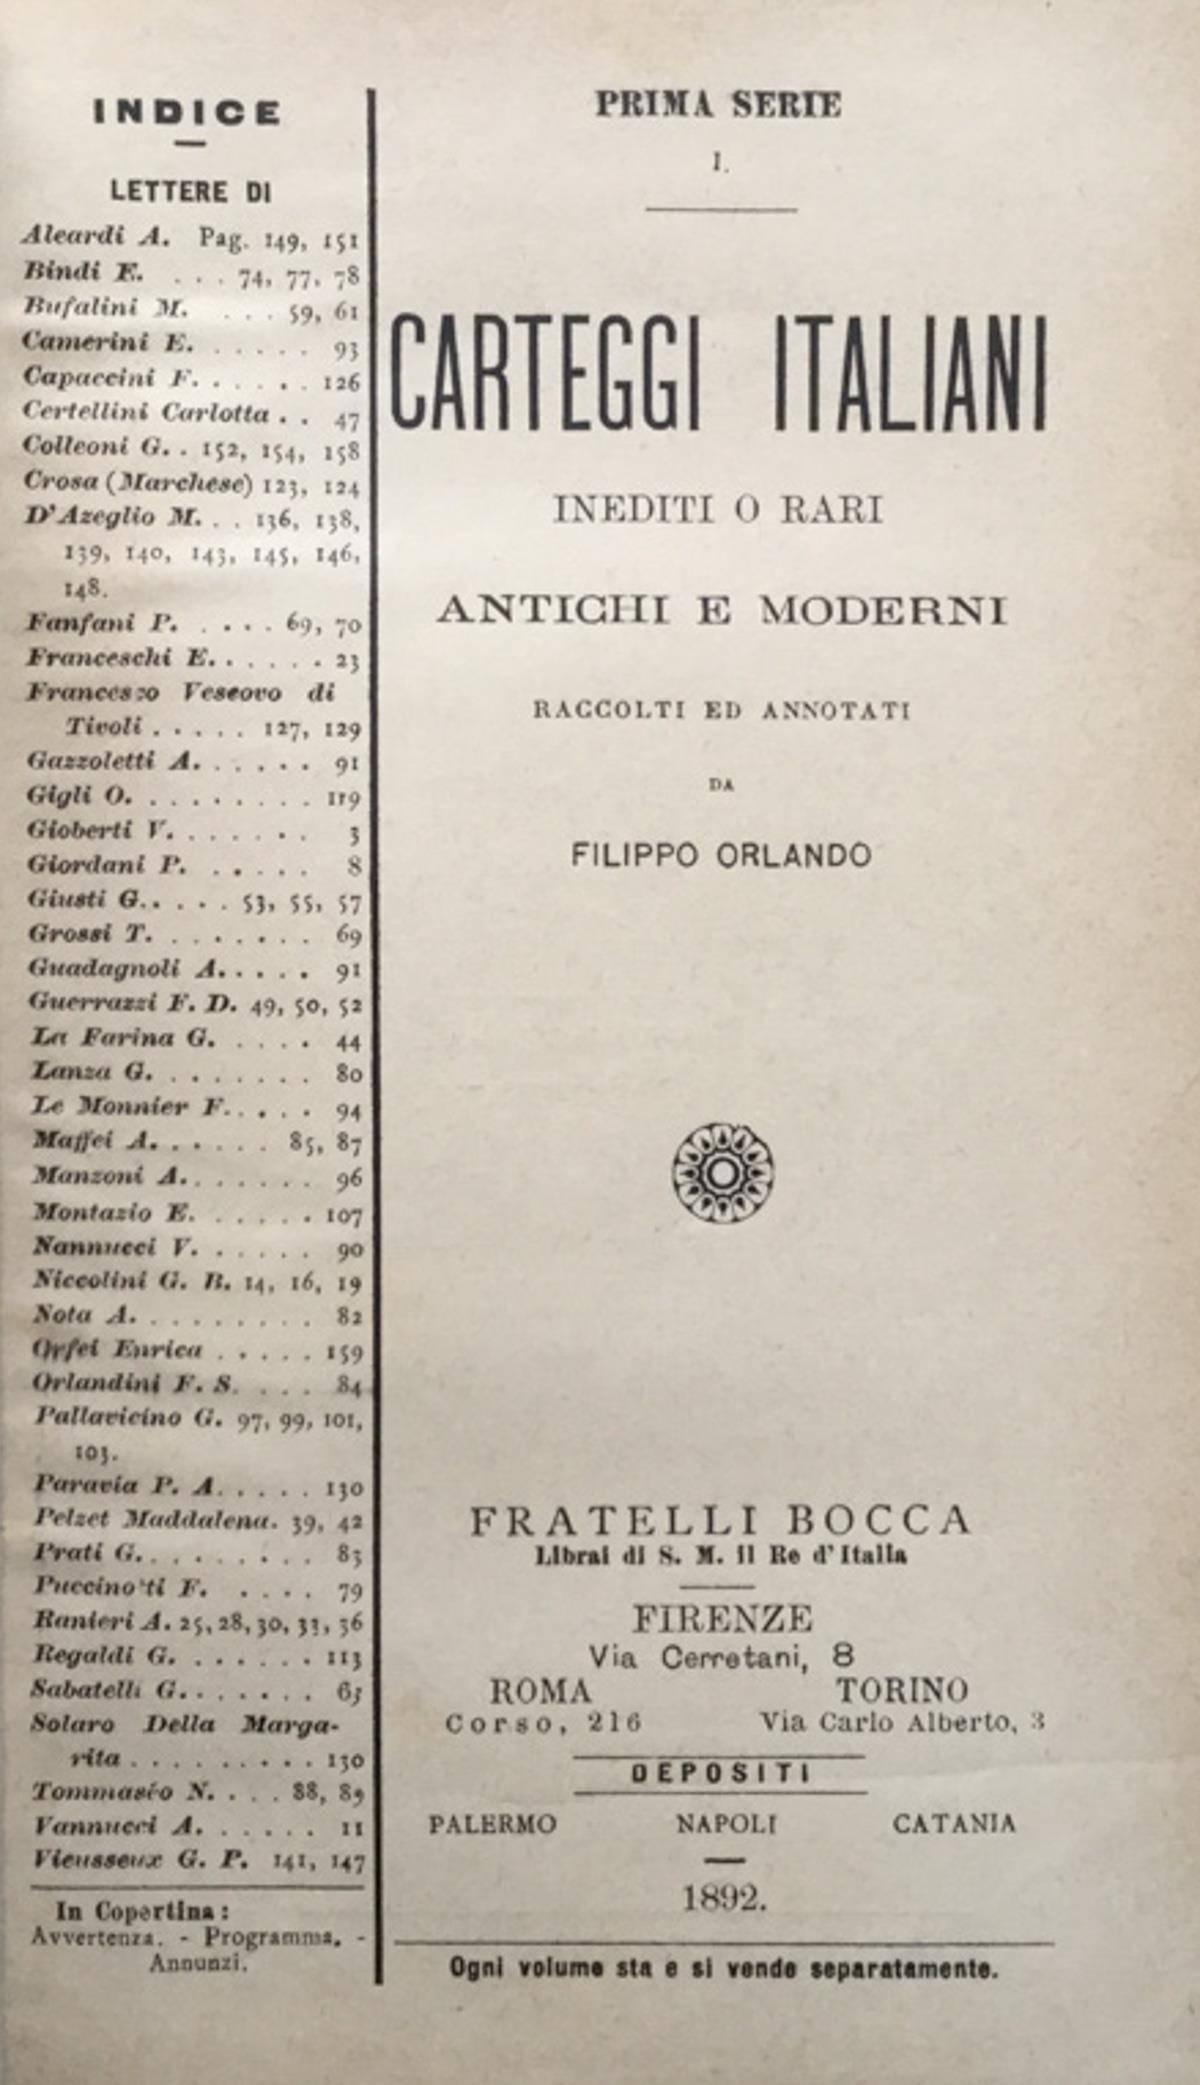 INDICE
LETTERE DI
Aleardi A. Pag. 149, 151
Bindi E. . . . 74, 77, 78
Bufalini M. . . . 59, 61
Camerini E. . . . . . 93
Capaccini F. . . . . . 126
Certellini Carlotta . . 47
Colleoni G. . 152, 154, 158
Crosa (Marchese) 123, 124
D'Azeglio M. . . 136, 138,
139, 140, 143, 145, 146,
148.
Fanfani P. . . . . 69, 70
Franceschi E. . . . . . 23
Francesco Vescovo di
Tivoli . . . . . 127, 129
Gazzoletti A. . . . . . 91
Gigli O. . . . . . . . . 119
Gioberti V. . . . . . . 3
Giordani P. . . . . . 8
Giusti G. . . . . 53, 55, 57
Grossi T. . . . . . . . 69
Guadagnoli A. . . . . 91
Guerrazzi F. D. 49, 50, 52
La Farina G. . . . . 44
Lanza G. . . . . . . . 80
Le Monnier F. . . . . 94
Maffei A. . . . . . 85, 87
Manzoni A. . . . . . . 96
Montazio E. . . . . . 107
Nannucci V. . . . . . 90
Niccolini G. B. 14, 16, 19
Nota A. . . . . . . . . 82
Orfei Enrica . . . . . 159
Orlandini F. S. . . . 84
Pallavicino G. 97, 99, 101,
103.
Paravia P. A. . . . . 130
Pelzet Maddalena. 39, 42
Prati G. . . . . . . . . 83
Puccinotti F. . . . . 79
Ranieri A. 25, 28, 30, 33, 36
Regaldi G. . . . . . . 113
Sabatelli G. . . . . . . 63
Solaro Della Marga-
rita . . . . . . . . . 130
Tommasèo N. . . . 88, 89
Vannucci A. . . . . . 11
Vieusseux G. P. 141, 147
In Copertina:
Avvertenza. - Programma. -
Annunzi.
PRIMA SERIE
I.
CARTEGGI ITALIANI
INEDITI O RARI
ANTICHI E MODERNI
RACCOLTI ED ANNOTATI
DA
FILIPPO ORLANDO
FRATELLI BOCCA
Librai di S. M. il Re d'Italia
FIRENZE
Via Cerretani, 8
ROMA TORINO
Corso, 216 Via Carlo Alberto, 3
DEPOSITI
PALERMO NAPOLI CATANIA
1892.
Ogni volume sta e si vende separatamente.